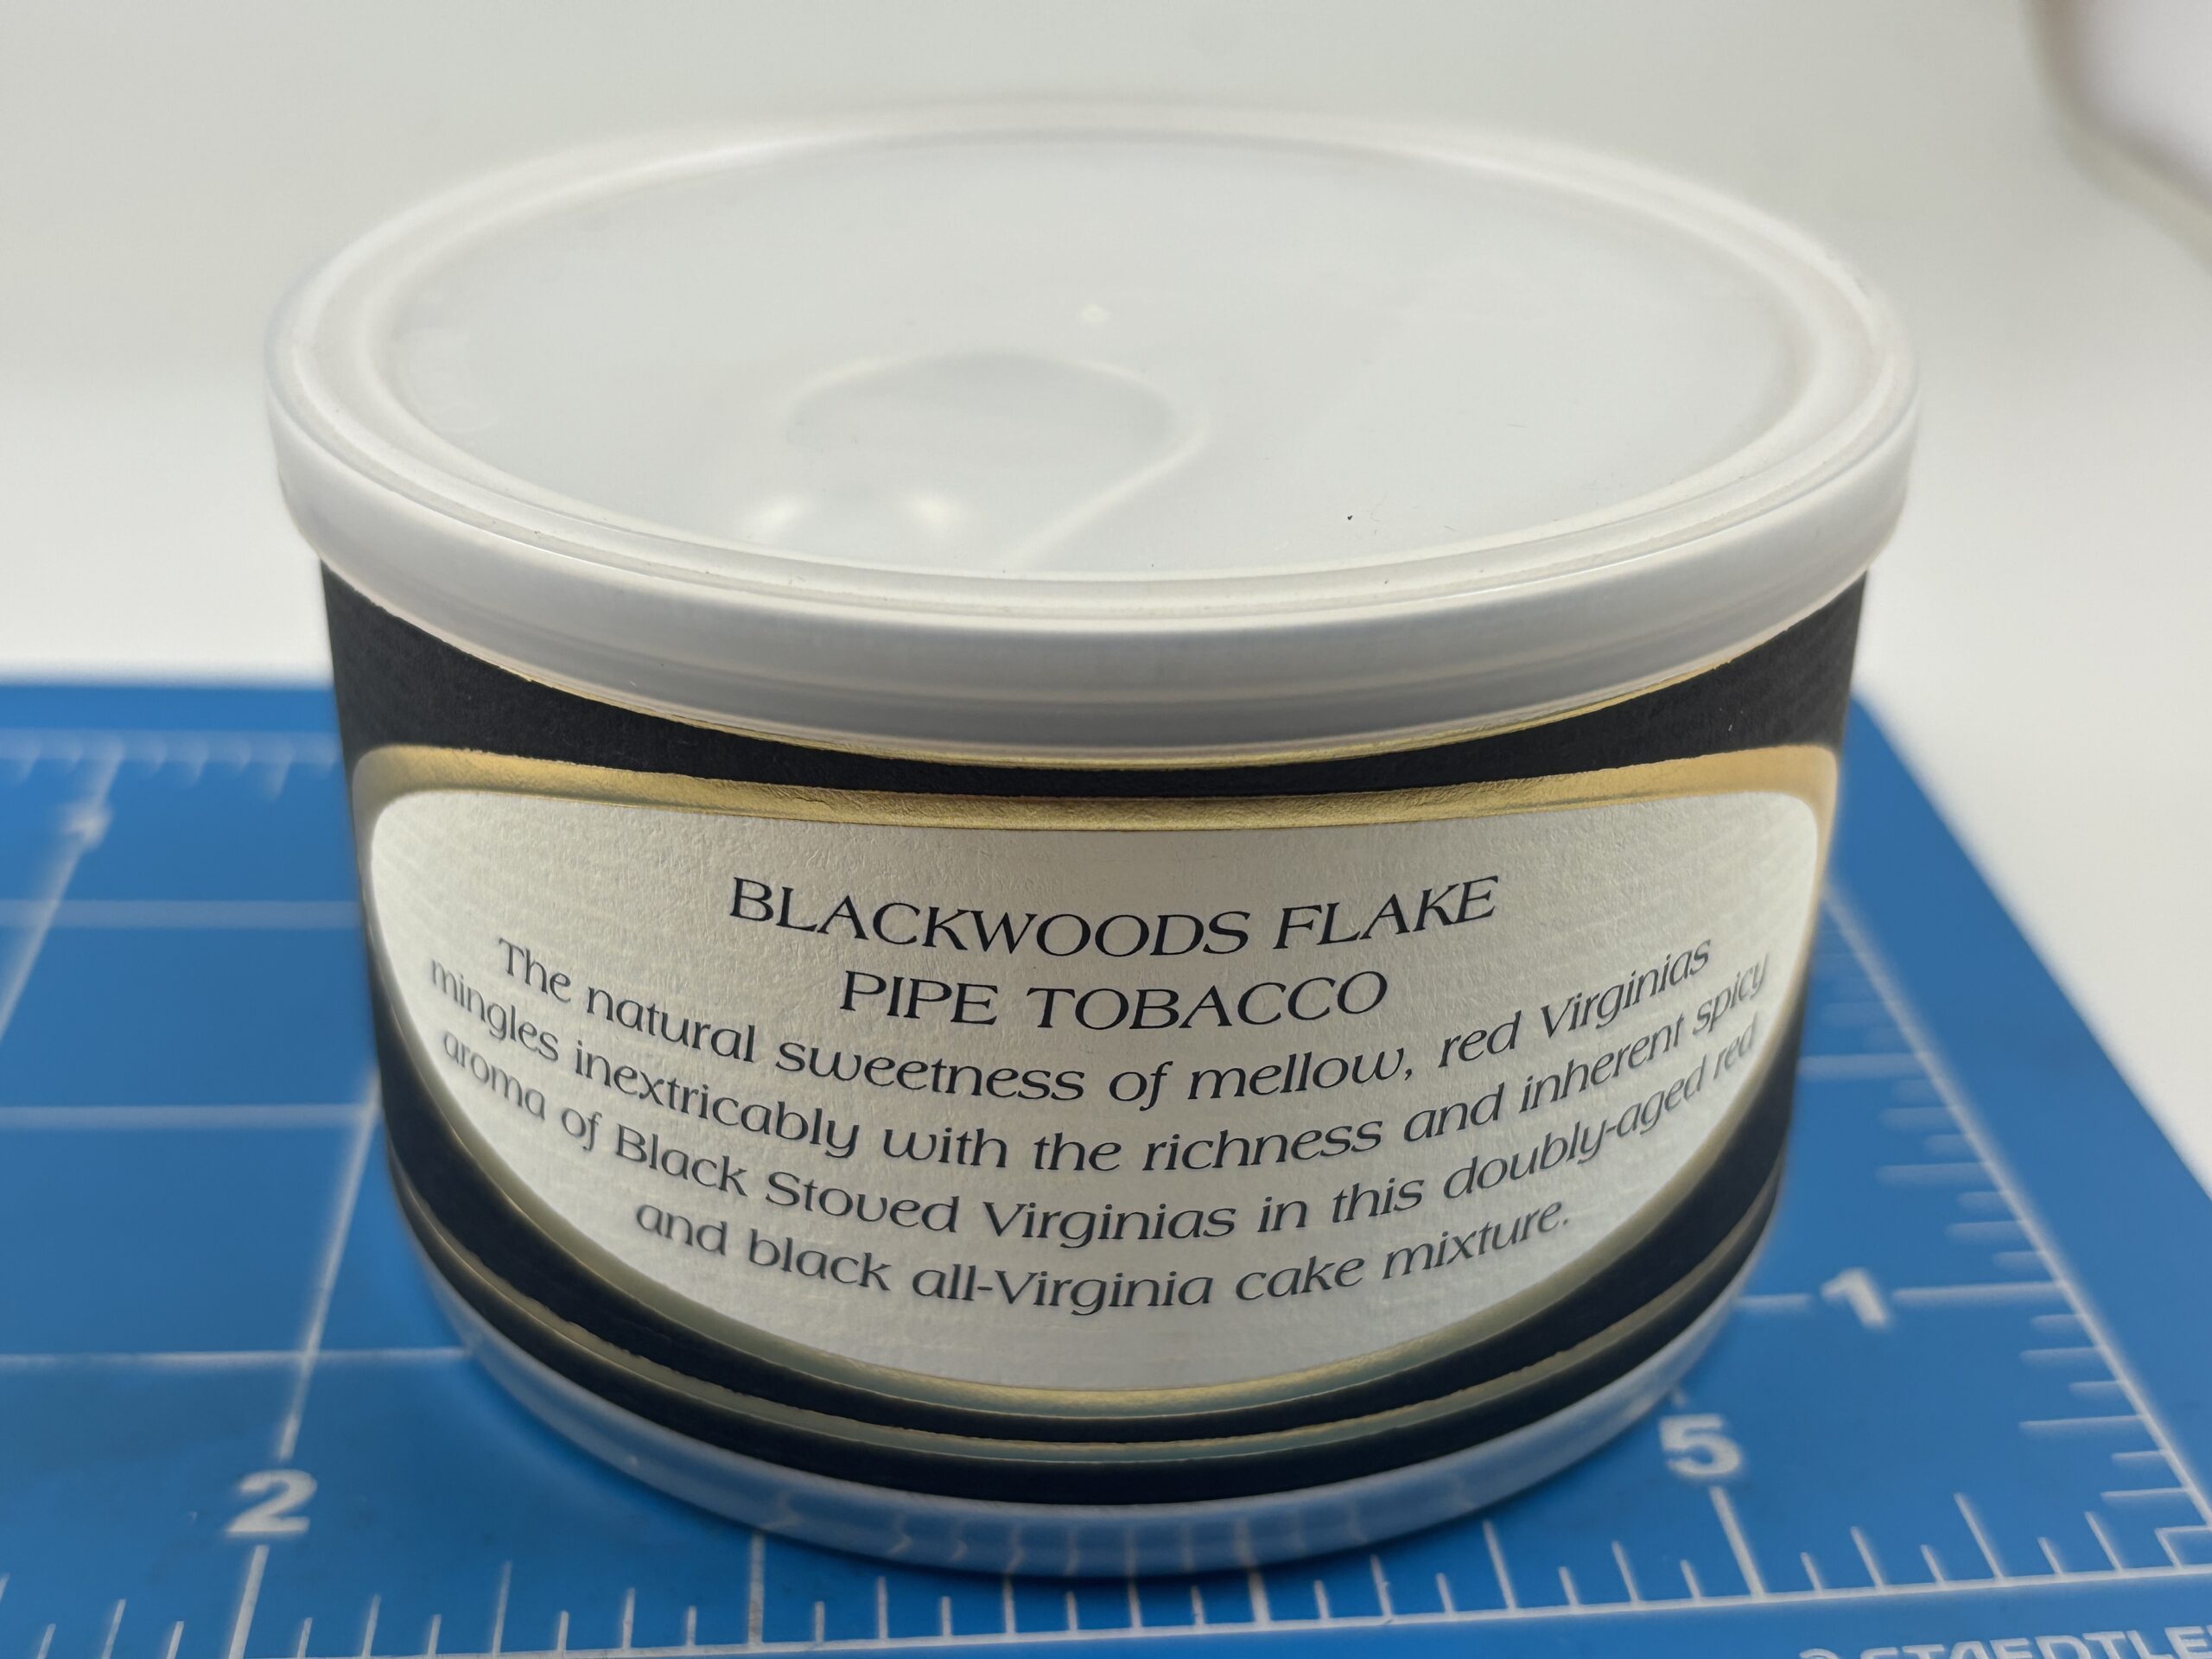 BLACKWOODS FLAKE
PIPE TOBACCO
The natural sweetness of mellow, red Virginias
mingles inextricably with the richness and inherent spicy
aroma of Black Stoved Virginias in this doubly-aged red
and black all-Virginia cake mixture.
4
1
5
2